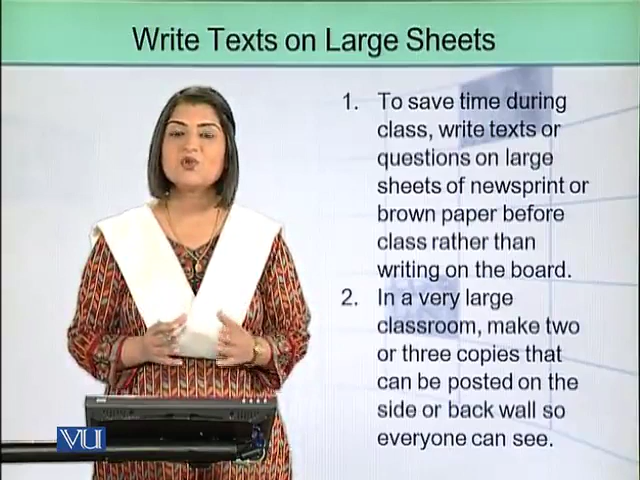 Write Texts on Large Sheets
1. To save time during
class, write texts or
questions on large
sheets of newsprint or
brown paper before
class rather than
writing on the board.
2. In a very large
classroom, make two
or three copies that
can be posted on the
side or back wall so
everyone can see.
VU